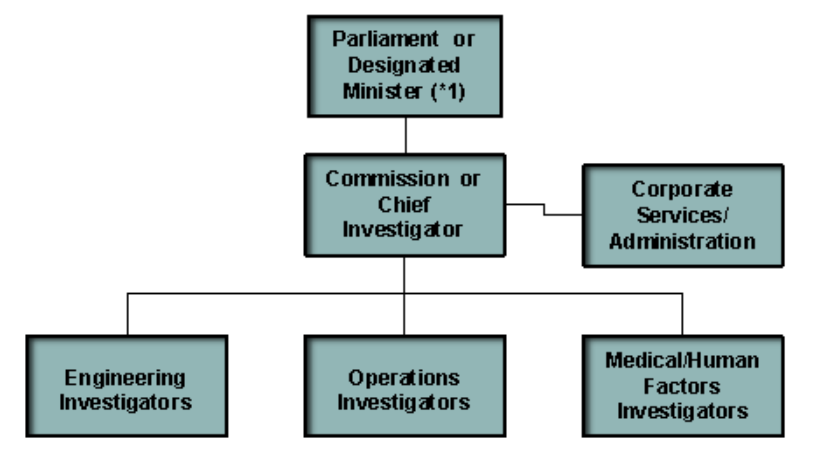 Parliament or
Designated
Minister (*1)
Commission or
Chief
Investigator
Corporate
Services/
Administration
Engineering
Investigators
Operations
Investigators
Medical/Human
Factors
Investigators